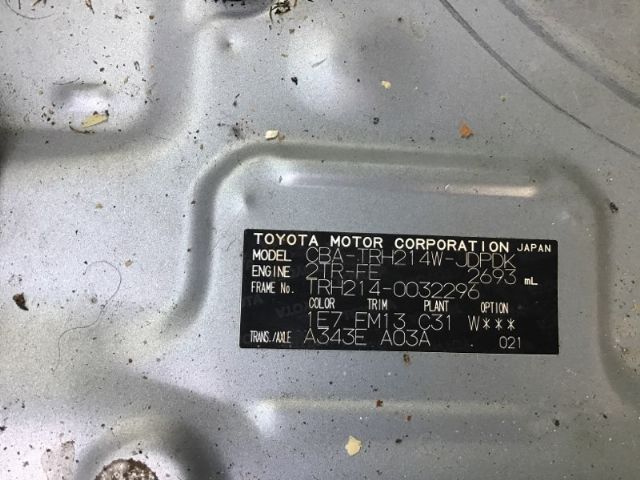 TOYOTA MOTOR CORPORATION JAPAN
MODEL CBA-TRH214W-JDPDK
ENGINE 2TR-FE 2693 mL
FRAME No. TRH214-0032296
COLOR TRIM PLANT OPTION
1E7 FM13 C31 W***
TRANS./AXLE A343E A03A 021